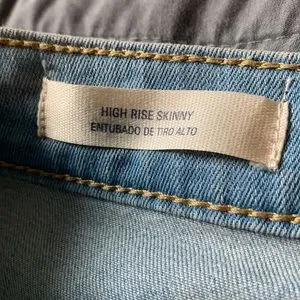 HIGH RISE SKINNY
ENTUBADO DE TIRO ALTO